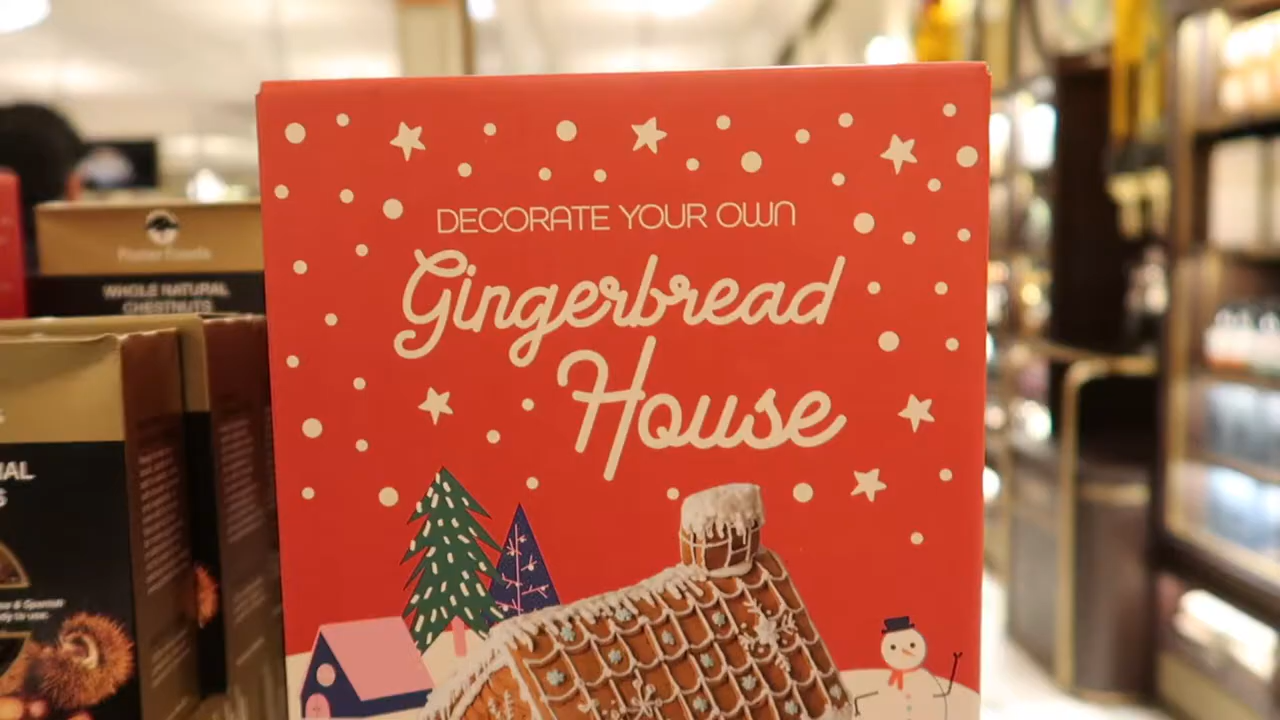 DECORATE YOUR OWN
Gingerbread
House
WHOLE NATURAL
CHESTNUTS